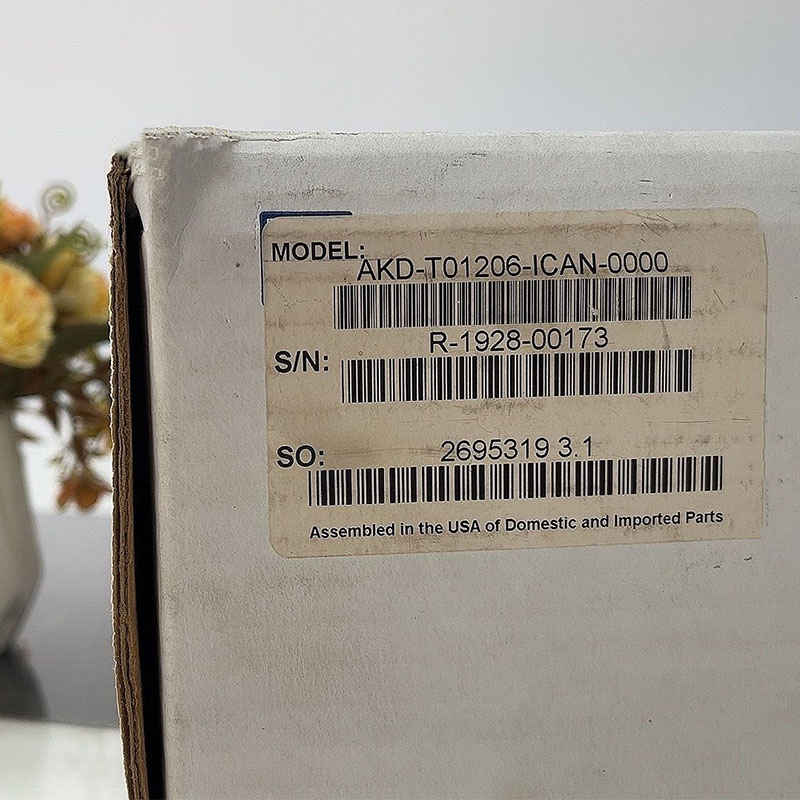 MODEL:
AKD-T01206-ICAN-0000
R-1928-00173
S/N:
SO: 2695319 3.1
Assembled in the USA of Domestic and Imported Parts